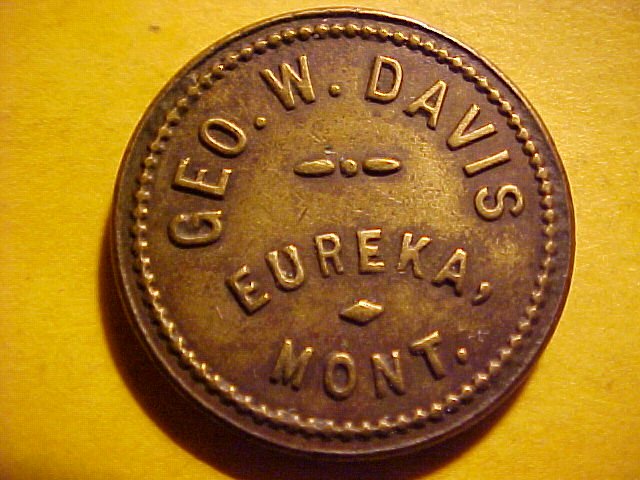 GEO. W. DAVIS
EUREKA,
MONT.